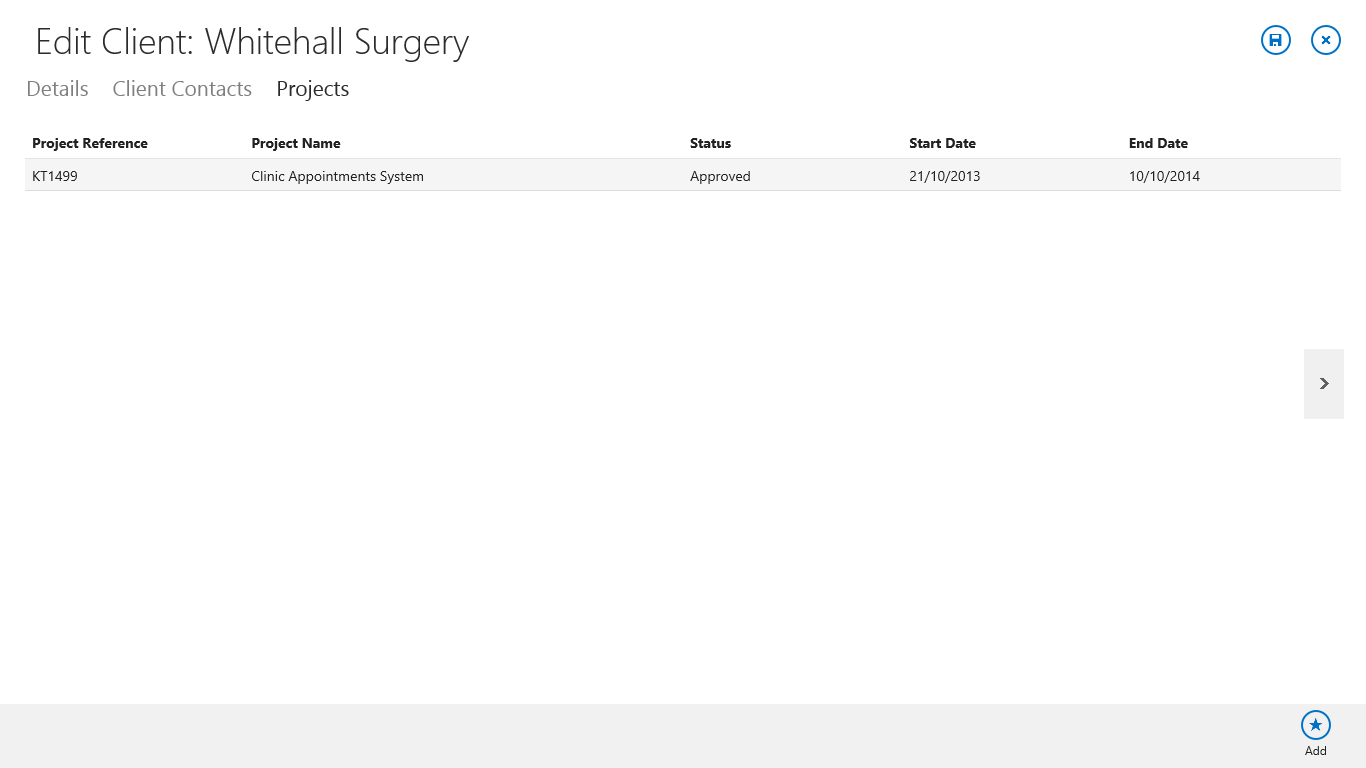 Edit Client: Whitehall Surgery
Details Client Contacts Projects
Project Reference Project Name Status Start Date End Date
KT1499 Clinic Appointments System Approved 21/10/2013 10/10/2014
Add